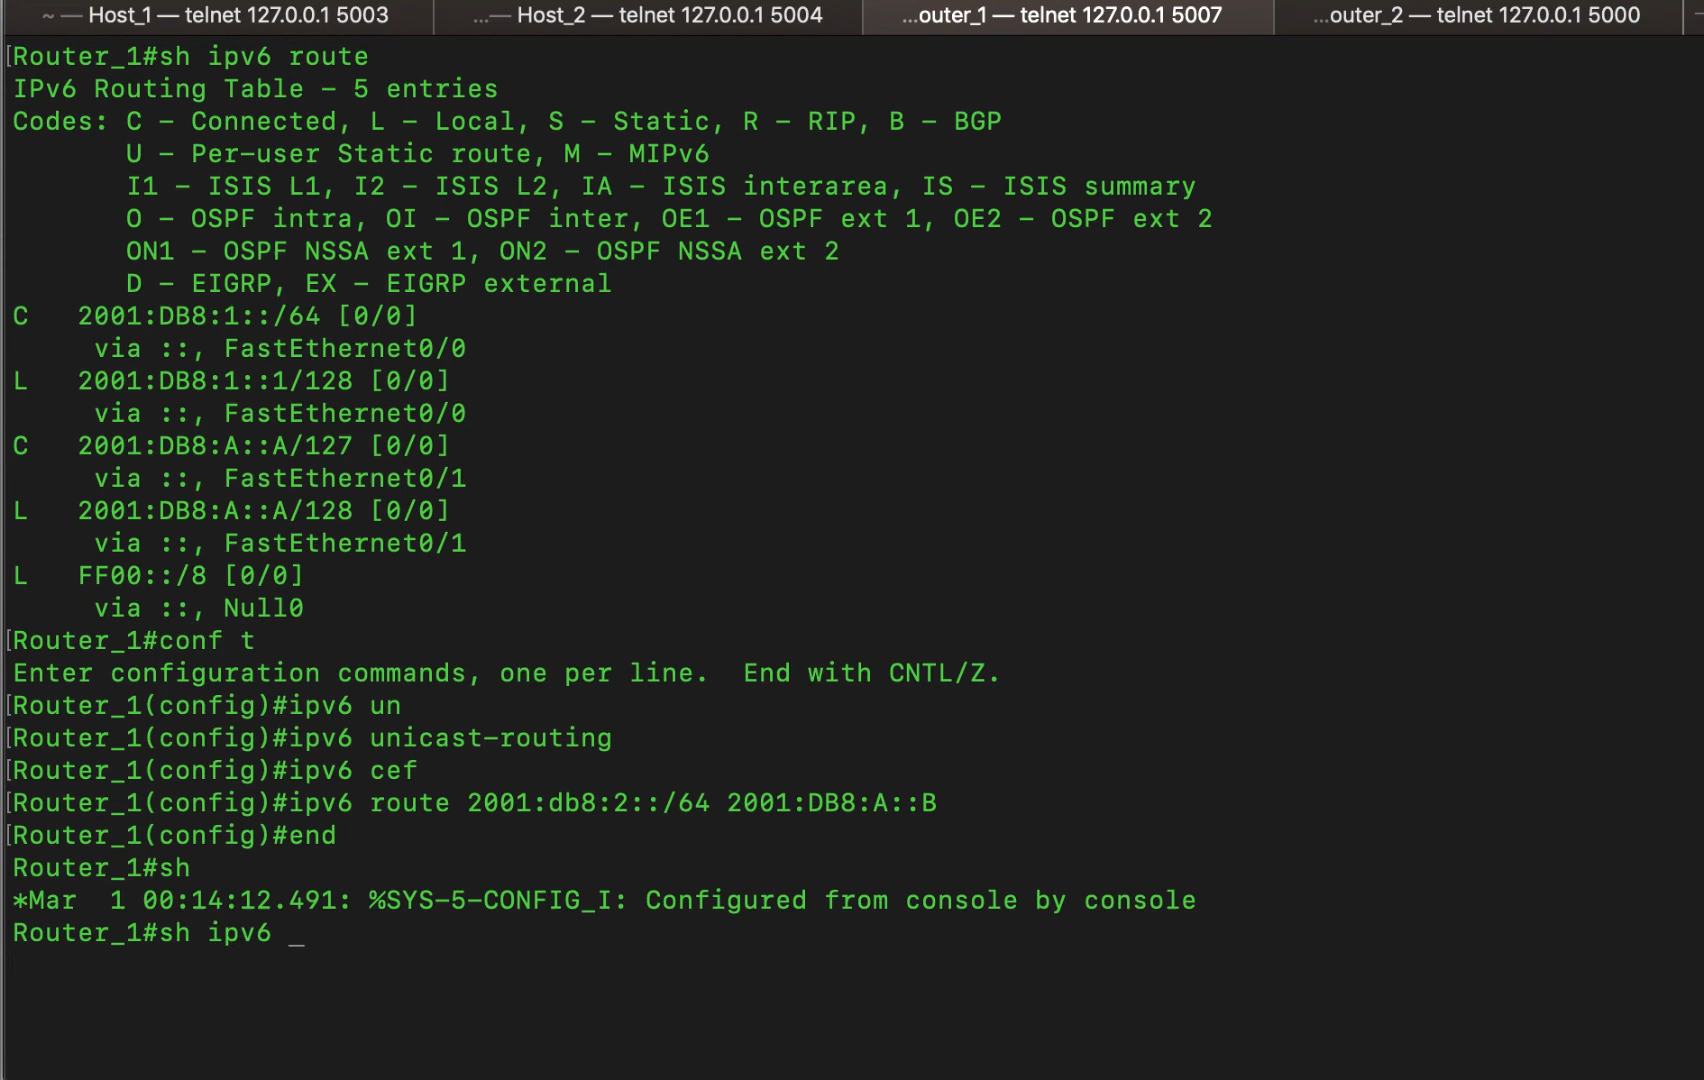 ~ — Host_1 — telnet 127.0.0.1 5003
...— Host_2 — telnet 127.0.0.1 5004
...outer_1 — telnet 127.0.0.1 5007
...outer_2 — telnet 127.0.0.1 5000
[Router_1#sh ipv6 route
IPv6 Routing Table - 5 entries
Codes: C - Connected, L - Local, S - Static, R - RIP, B - BGP
       U - Per-user Static route, M - MIPv6
       I1 - ISIS L1, I2 - ISIS L2, IA - ISIS interarea, IS - ISIS summary
       O - OSPF intra, OI - OSPF inter, OE1 - OSPF ext 1, OE2 - OSPF ext 2
       ON1 - OSPF NSSA ext 1, ON2 - OSPF NSSA ext 2
       D - EIGRP, EX - EIGRP external
C   2001:DB8:1::/64 [0/0]
     via ::, FastEthernet0/0
L   2001:DB8:1::1/128 [0/0]
     via ::, FastEthernet0/0
C   2001:DB8:A::A/127 [0/0]
     via ::, FastEthernet0/1
L   2001:DB8:A::A/128 [0/0]
     via ::, FastEthernet0/1
L   FF00::/8 [0/0]
     via ::, Null0
[Router_1#conf t
Enter configuration commands, one per line.  End with CNTL/Z.
[Router_1(config)#ipv6 un
[Router_1(config)#ipv6 unicast-routing
[Router_1(config)#ipv6 cef
[Router_1(config)#ipv6 route 2001:db8:2::/64 2001:DB8:A::B
[Router_1(config)#end
Router_1#sh
*Mar  1 00:14:12.491: %SYS-5-CONFIG_I: Configured from console by console
Router_1#sh ipv6 _